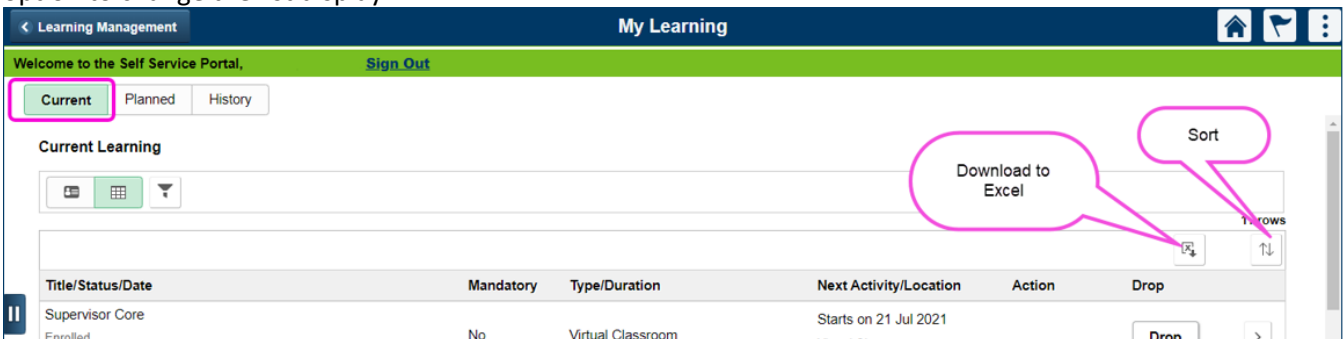 Learning Management My Learning
Welcome to the Self Service Portal, Sign Out
Current Planned History
Current Learning
Sort
Download to
Excel
rows
Title/Status/Date Mandatory Type/Duration Next Activity/Location Action Drop
Supervisor Core Starts on 21 Jul 2021
Enrolled No Virtual Classroom Drop